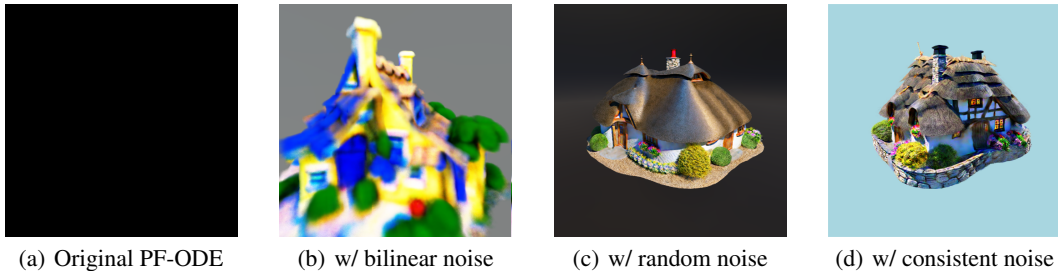 (a) Original PF-ODE
(b) w/ bilinear noise
(c) w/ random noise
(d) w/ consistent noise